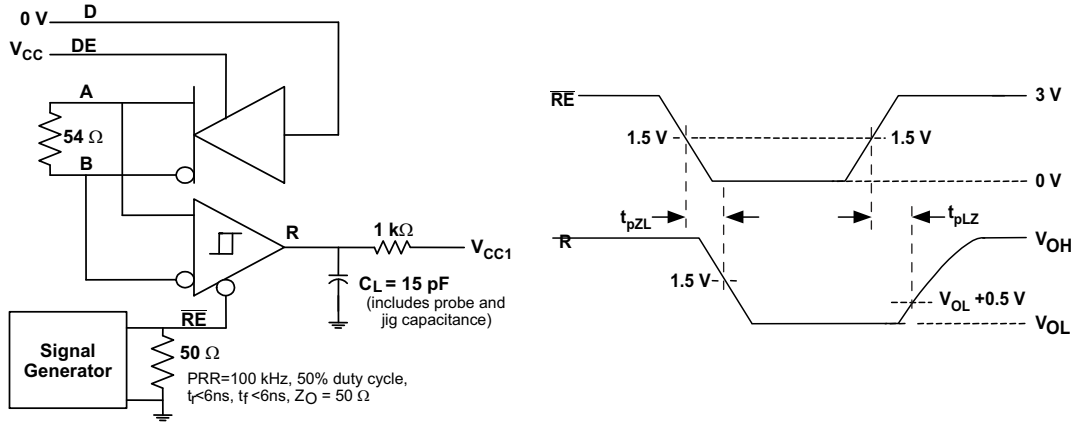 0 V D
V_CC DE
A
54 Ω
B
R
1 kΩ
V_CC1
C_L = 15 pF
(includes probe and
jig capacitance)
R̅E̅
Signal
Generator
50 Ω
PRR=100 kHz, 50% duty cycle,
t_r<6ns, t_f <6ns, Z_O = 50 Ω
R̅E̅
3 V
1.5 V
1.5 V
0 V
t_pZL
t_pLZ
R
V_OH
1.5 V
V_OL +0.5 V
V_OL